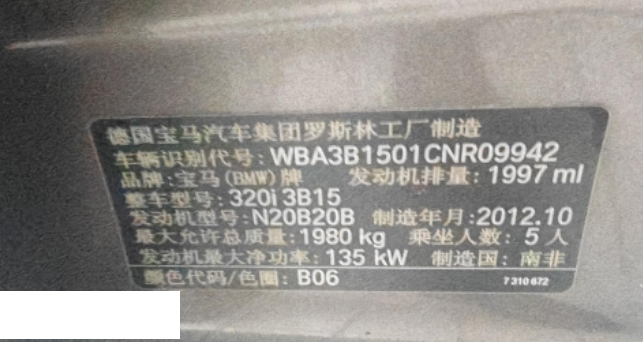 德国宝马汽车集团罗斯林工厂制造
车辆识别代号：WBA3B1501CNR09942
品牌：宝马(BMW)牌 发动机排量：1997 ml
整车型号：320i 3B15
发动机型号：N20B20B 制造年月：2012.10
最大允许总质量：1980 kg 乘坐人数：5 人
发动机最大净功率：135 kW 制造国：南非
颜色代码/色圈：B06 7 310 672